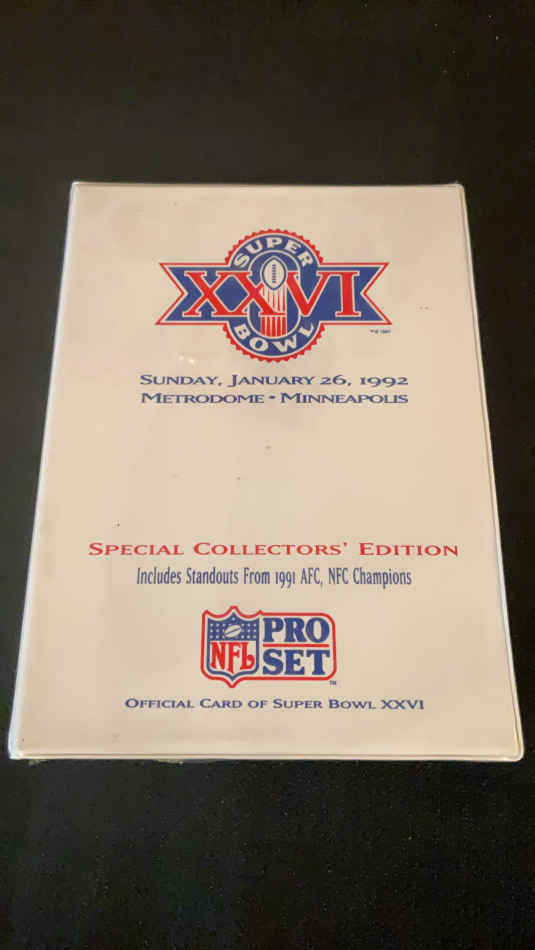 SUPER
XXVI
BOWL
SUNDAY, JANUARY 26, 1992
METRODOME • MINNEAPOLIS
SPECIAL COLLECTORS' EDITION
Includes Standouts From 1991 AFC, NFC Champions
NFL PRO
SET
TM
OFFICIAL CARD OF SUPER BOWL XXVI